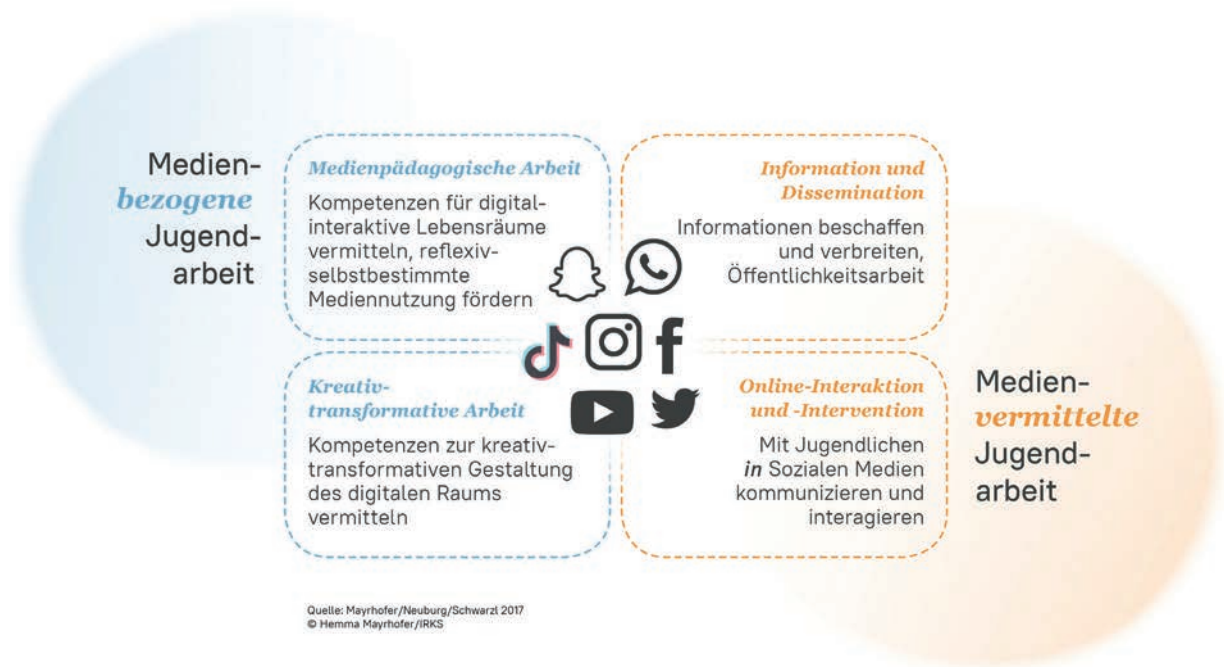 Medien-
bezogene
Jugend-
arbeit
Medienpädagogische Arbeit
Kompetenzen für digital-
interaktive Lebensräume
vermitteln, reflexiv-
selbstbestimmte
Mediennutzung fördern
Information und
Dissemination
Informationen beschaffen
und verbreiten,
Öffentlichkeitsarbeit
Kreativ-
transformative Arbeit
Kompetenzen zur kreativ-
transformativen Gestaltung
des digitalen Raums
vermitteln
Online-Interaktion
und -Intervention
Mit Jugendlichen
in Sozialen Medien
kommunizieren und
interagieren
Medien-
vermittelte
Jugend-
arbeit
Quelle: Mayrhofer/Neuburg/Schwarzl 2017
© Hemma Mayrhofer/IRKS